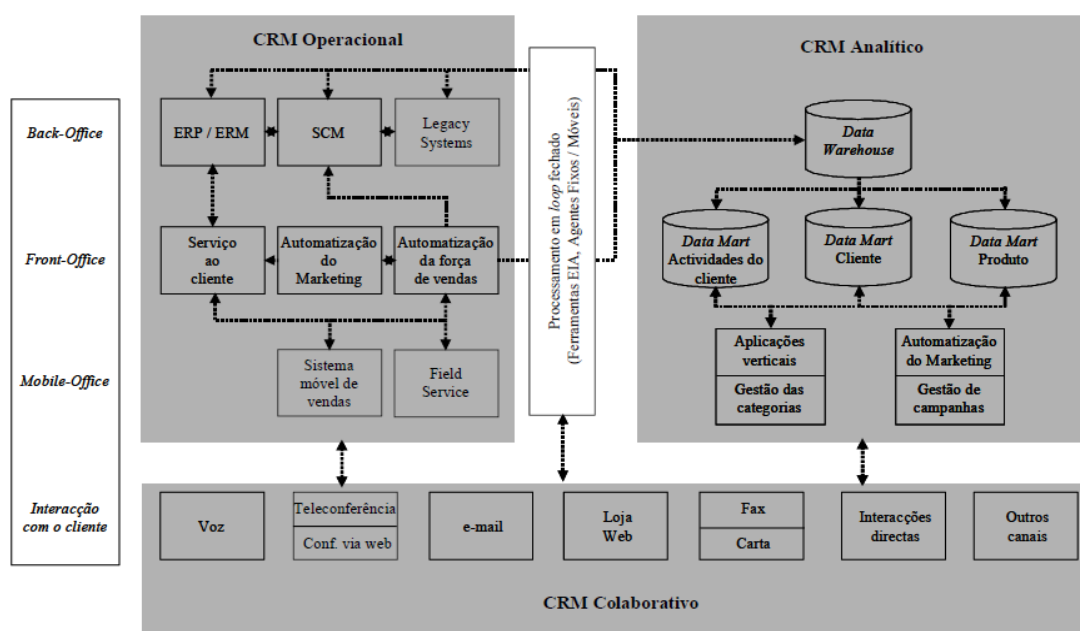 CRM Operacional
CRM Analítico
Back-Office
ERP / ERM
SCM
Legacy
Systems
Processamento em loop fechado
(Ferramentas EIA, Agentes Fixos / Móveis)
Data
Warehouse
Front-Office
Serviço
ao
cliente
Automatização
do
Marketing
Automatização
da força
de vendas
Data Mart
Actividades do
cliente
Data Mart
Cliente
Data Mart
Produto
Mobile-Office
Sistema
móvel de
vendas
Field
Service
Aplicações
verticais
Gestão das
categorias
Automatização
do Marketing
Gestão de
campanhas
Interacção
com o cliente
Voz
Teleconferência
Conf. via web
e-mail
Loja
Web
Fax
Carta
Interacções
directas
Outros
canais
CRM Colaborativo